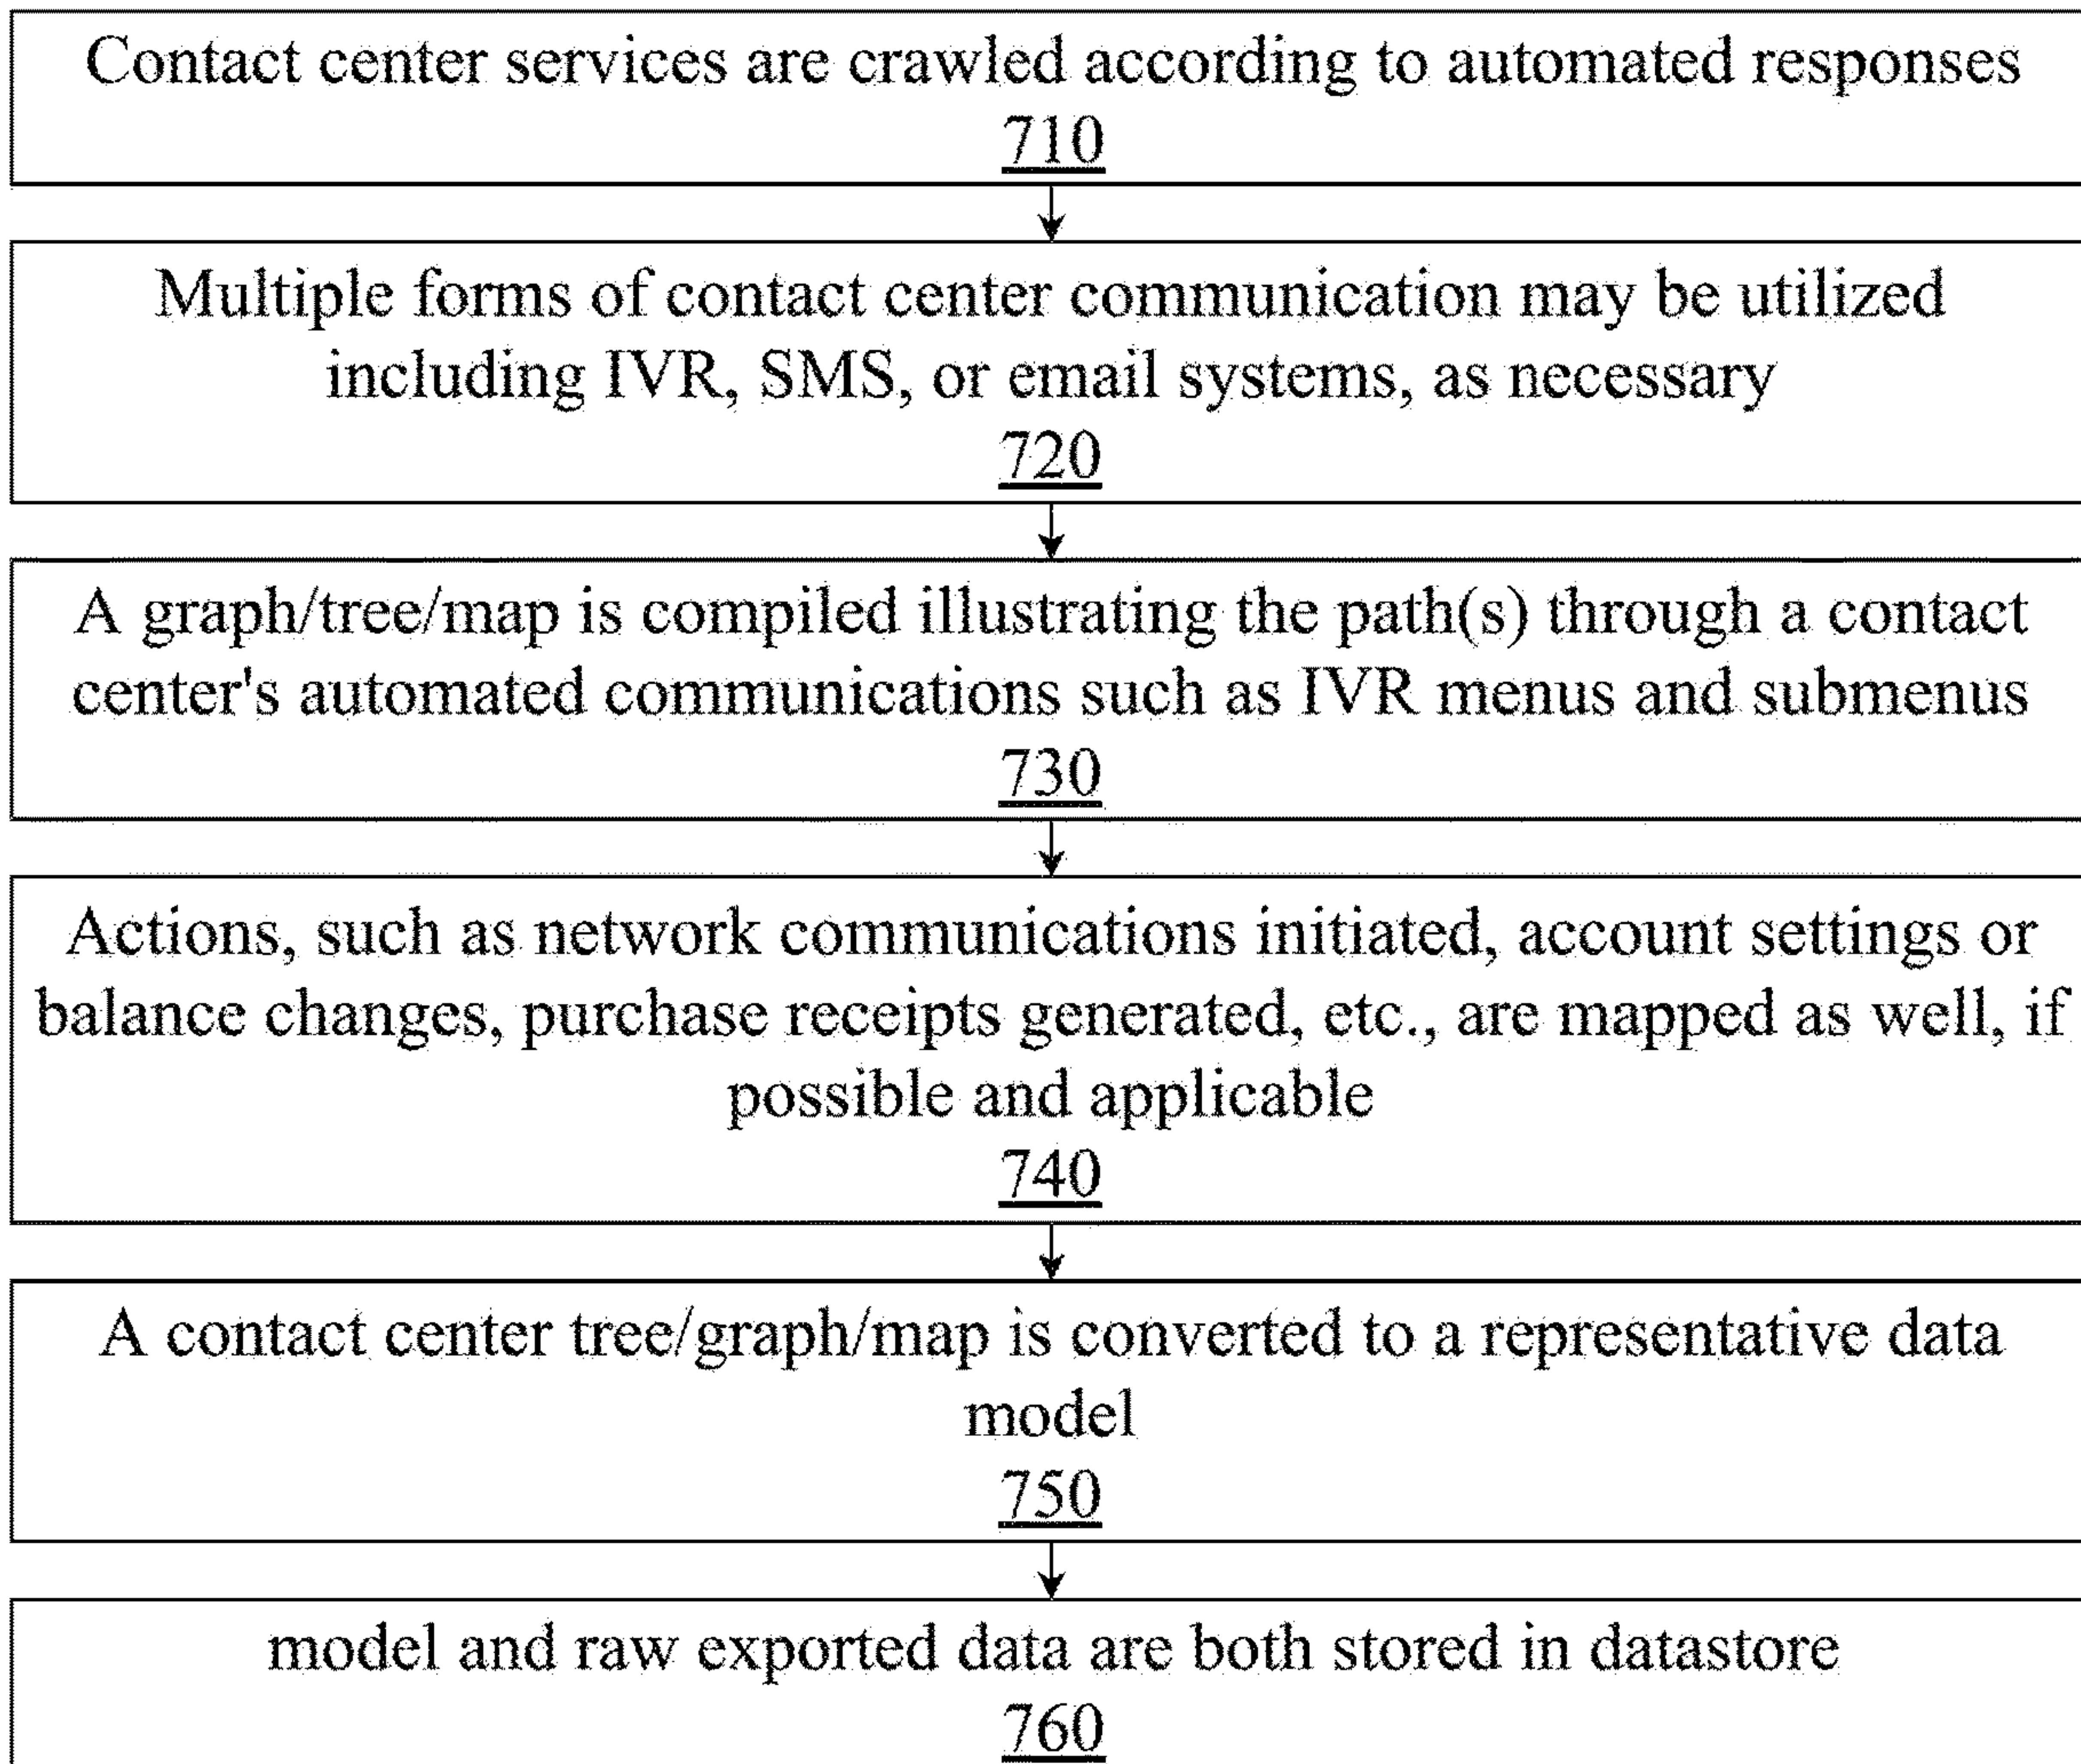 Contact center services are crawled according to automated responses
710
Multiple forms of contact center communication may be utilized
including IVR, SMS, or email systems, as necessary
720
A graph/tree/map is compiled illustrating the path(s) through a contact
center's automated communications such as IVR menus and submenus
730
Actions, such as network communications initiated, account settings or
balance changes, purchase receipts generated, etc., are mapped as well, if
possible and applicable
740
A contact center tree/graph/map is converted to a representative data
model
750
model and raw exported data are both stored in datastore
760